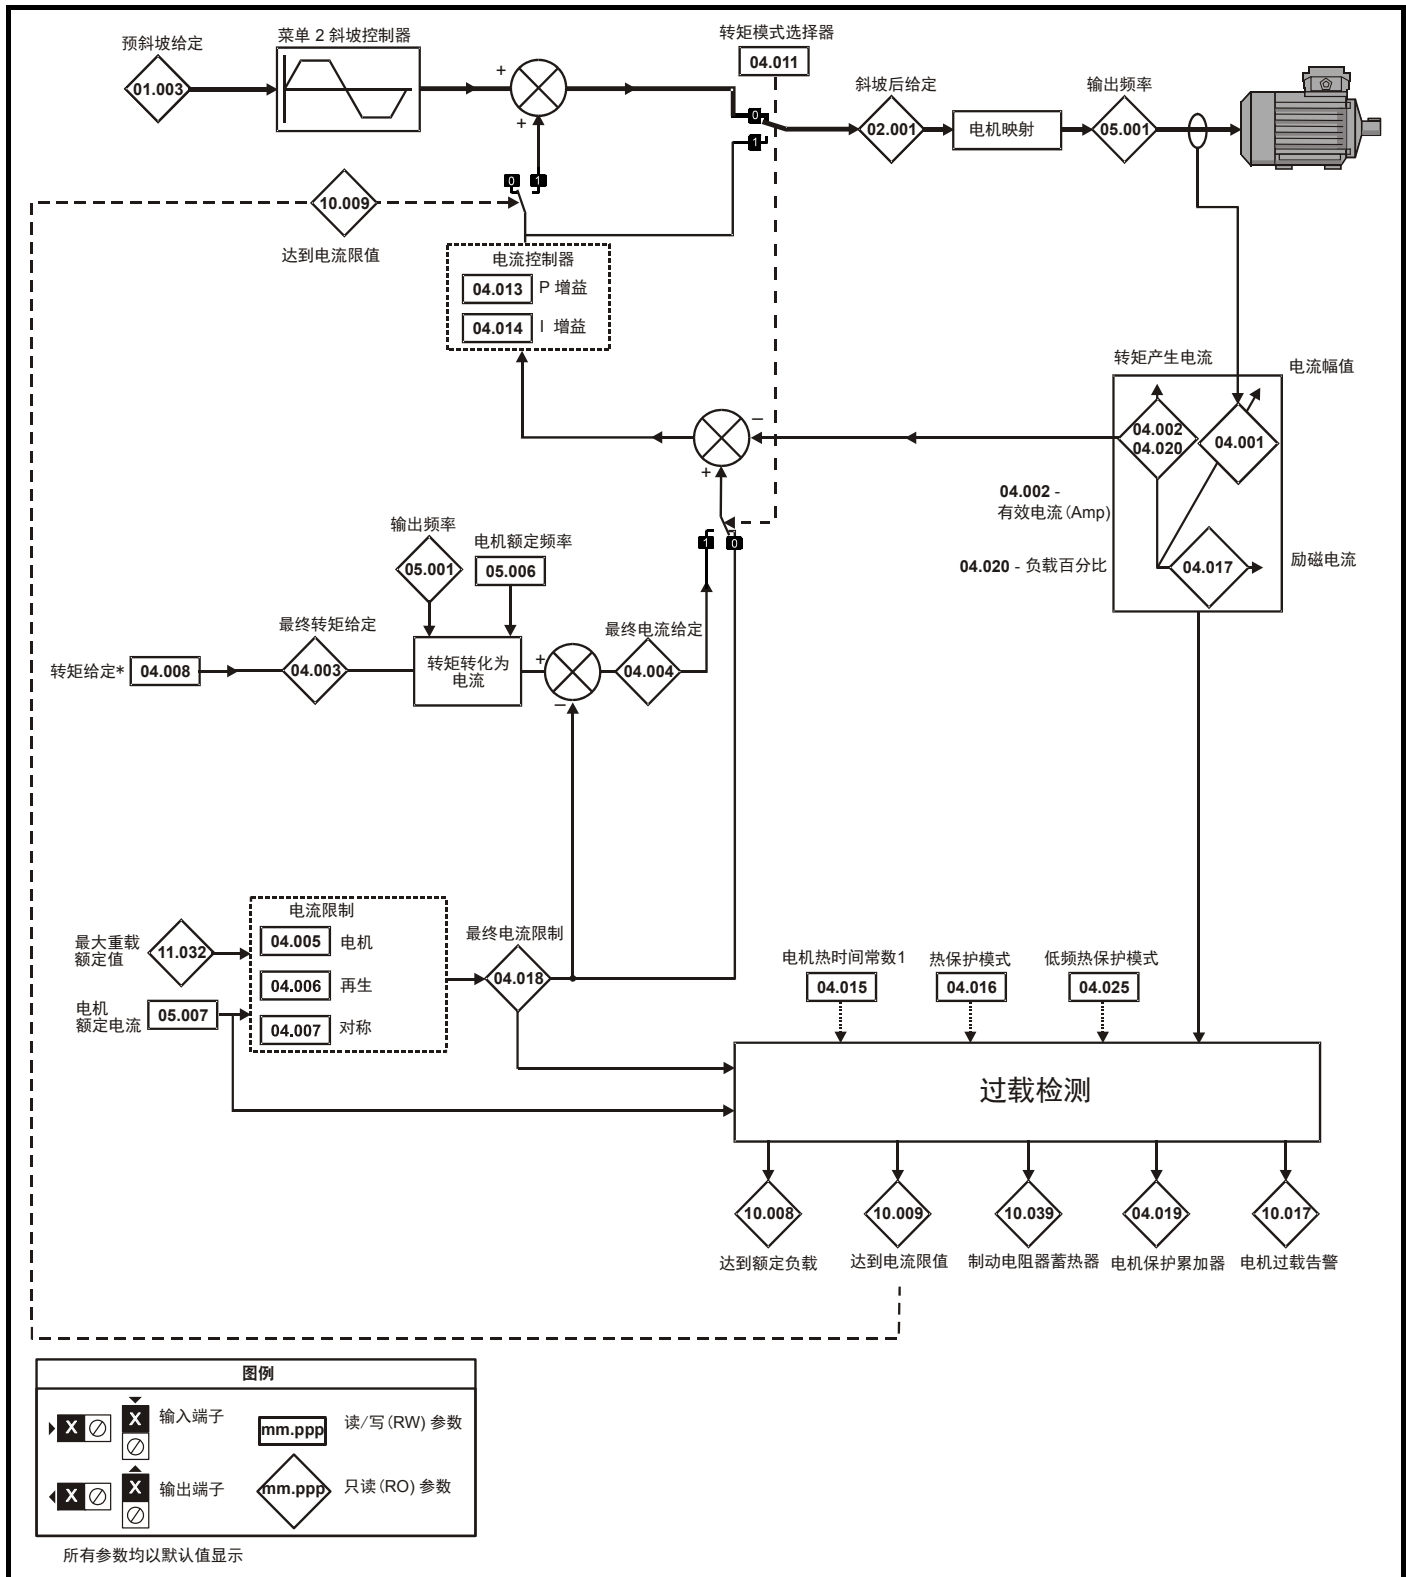 预斜坡给定
01.003
菜单 2 斜坡控制器
+
+
转矩模式选择器
04.011
0
1
斜坡后给定
02.001
电机映射
输出频率
05.001
0
1
10.009
达到电流限值
电流控制器
04.013
P 增益
04.014
I 增益
转矩产生电流
电流幅值
04.002
04.020
04.001
04.017
励磁电流
−
+
04.002 -
有效电流(Amp)
04.020 - 负载百分比
1
0
输出频率
05.001
电机额定频率
05.006
转矩给定*
04.008
最终转矩给定
04.003
转矩转化为
电流
+
−
最终电流给定
04.004
最大重载
额定值
11.032
电机
额定电流
05.007
电流限制
04.005
电机
04.006
再生
04.007
对称
最终电流限制
04.018
电机热时间常数1
04.015
热保护模式
04.016
低频热保护模式
04.025
过载检测
10.008
达到额定负载
10.009
达到电流限值
10.039
制动电阻器蓄热器
04.019
电机保护累加器
10.017
电机过载告警
图例
X
X
输入端子
mm.ppp
读/写(RW) 参数
X
X
输出端子
mm.ppp
只读(RO) 参数
所有参数均以默认值显示